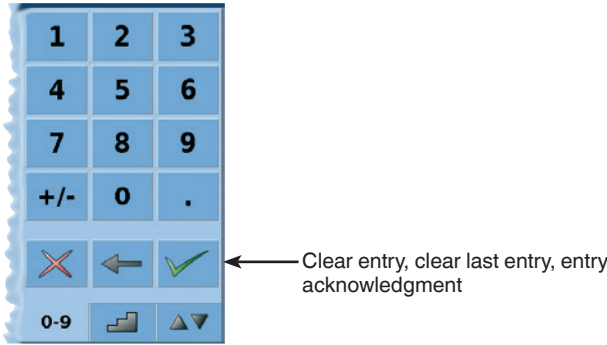 1 2 3
4 5 6
7 8 9
+/- 0 .
Clear entry, clear last entry, entry
acknowledgment
0-9